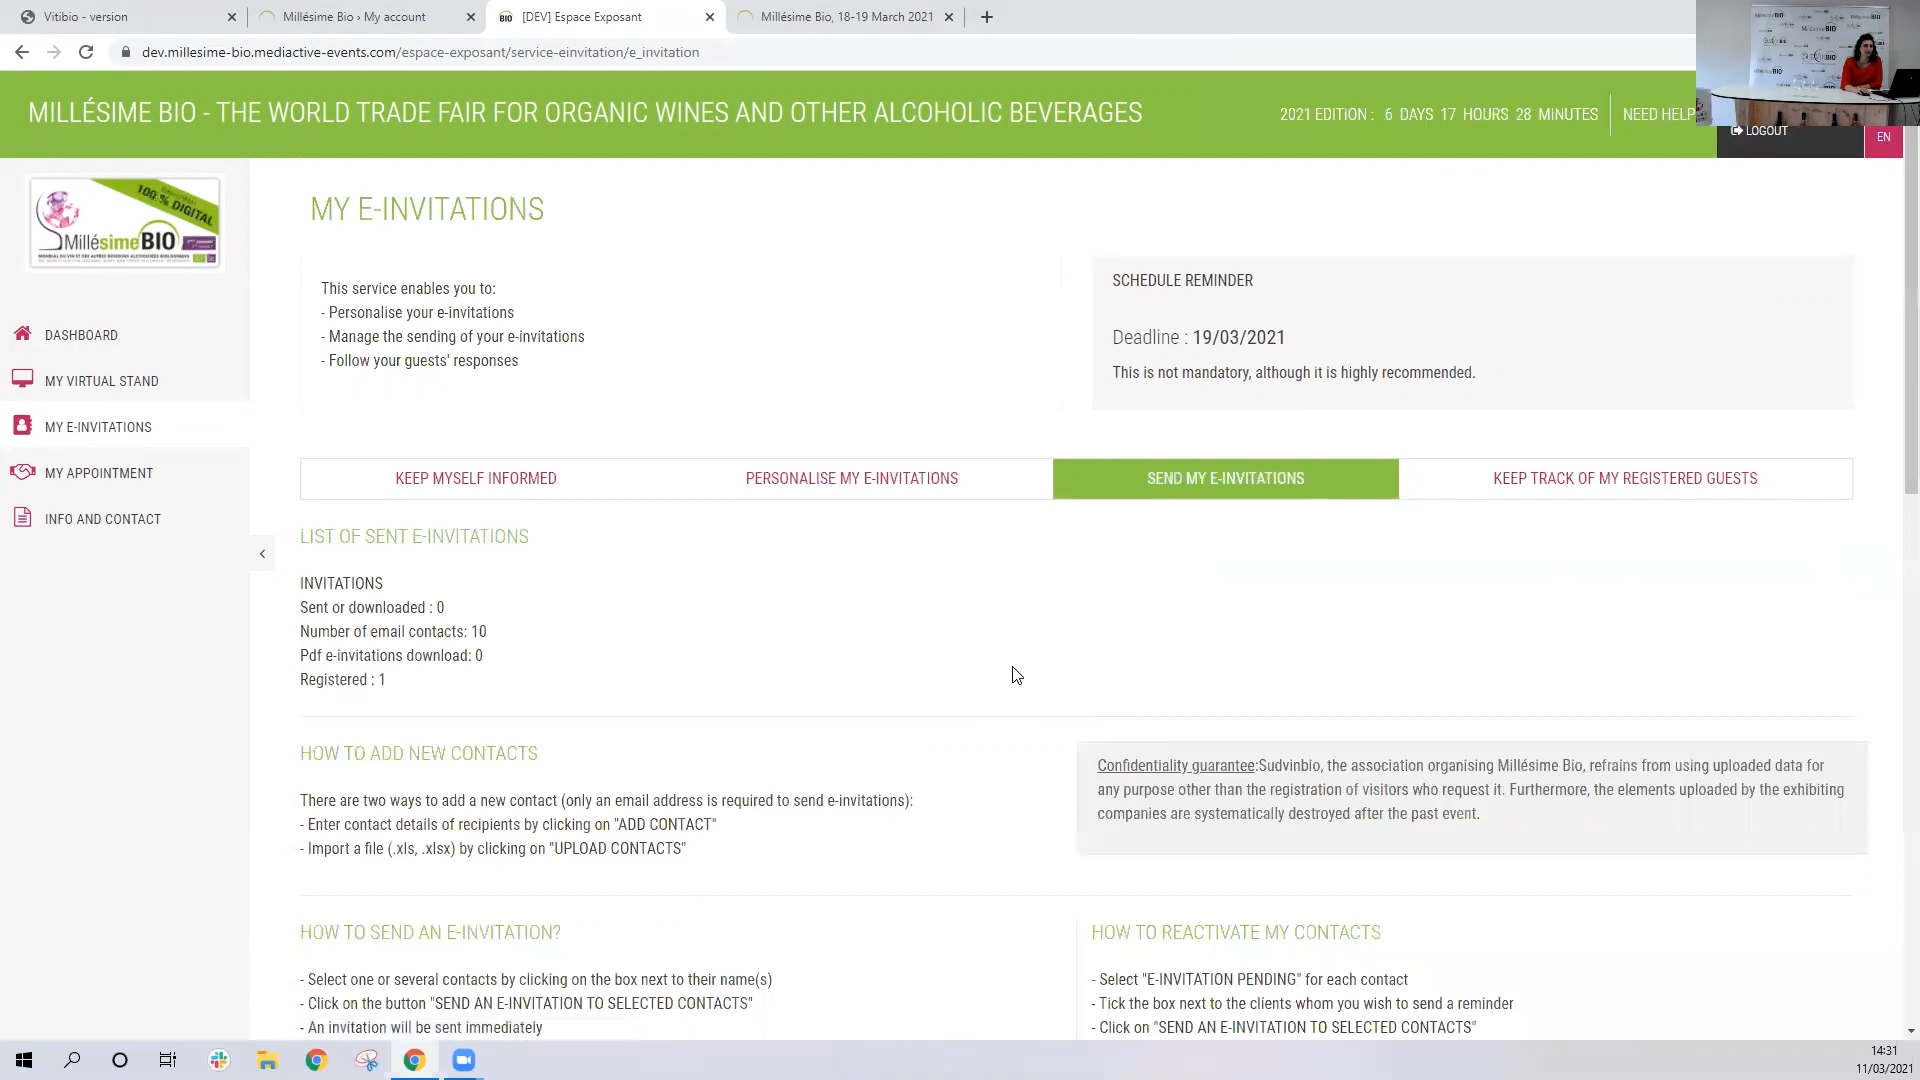 Vitibio - version
Millésime Bio › My account
BIO [DEV] Espace Exposant
Millésime Bio, 18-19 March 2021
dev.millesime-bio.mediactive-events.com/espace-exposant/service-einvitation/e_invitation
MILLÉSIME BIO - THE WORLD TRADE FAIR FOR ORGANIC WINES AND OTHER ALCOHOLIC BEVERAGES
2021 EDITION : 6 DAYS 17 HOURS 28 MINUTES
NEED HELP
LOGOUT
EN
100 % DIGITAL
MillésimeBIO
DASHBOARD
MY VIRTUAL STAND
MY E-INVITATIONS
MY APPOINTMENT
INFO AND CONTACT
MY E-INVITATIONS
This service enables you to:
- Personalise your e-invitations
- Manage the sending of your e-invitations
- Follow your guests' responses
SCHEDULE REMINDER
Deadline : 19/03/2021
This is not mandatory, although it is highly recommended.
KEEP MYSELF INFORMED
PERSONALISE MY E-INVITATIONS
SEND MY E-INVITATIONS
KEEP TRACK OF MY REGISTERED GUESTS
LIST OF SENT E-INVITATIONS
INVITATIONS
Sent or downloaded : 0
Number of email contacts: 10
Pdf e-invitations download: 0
Registered : 1
HOW TO ADD NEW CONTACTS
There are two ways to add a new contact (only an email address is required to send e-invitations):
- Enter contact details of recipients by clicking on "ADD CONTACT"
- Import a file (.xls, .xlsx) by clicking on "UPLOAD CONTACTS"
Confidentiality guarantee:Sudvinbio, the association organising Millésime Bio, refrains from using uploaded data for
any purpose other than the registration of visitors who request it. Furthermore, the elements uploaded by the exhibiting
companies are systematically destroyed after the past event.
HOW TO SEND AN E-INVITATION?
- Select one or several contacts by clicking on the box next to their name(s)
- Click on the button "SEND AN E-INVITATION TO SELECTED CONTACTS"
- An invitation will be sent immediately
HOW TO REACTIVATE MY CONTACTS
- Select "E-INVITATION PENDING" for each contact
- Tick the box next to the clients whom you wish to send a reminder
- Click on "SEND AN E-INVITATION TO SELECTED CONTACTS"
14:31
11/03/2021